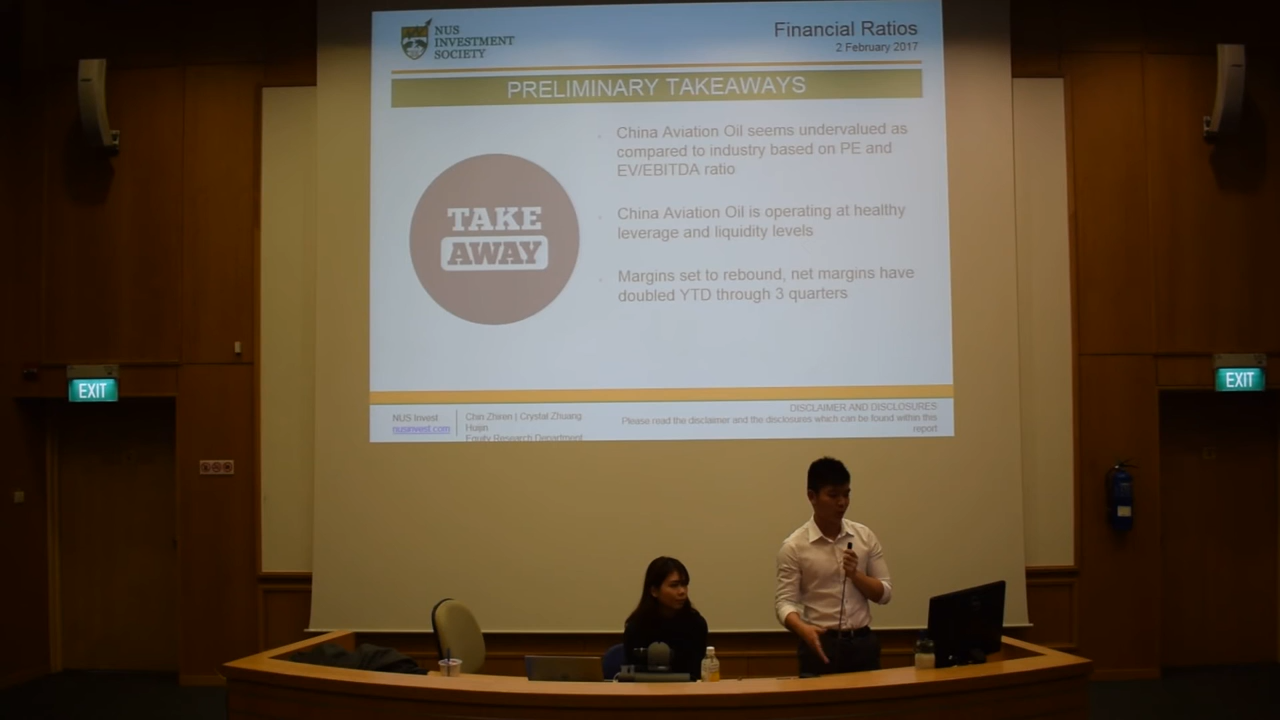 NUS
INVESTMENT
SOCIETY
Financial Ratios
2 February 2017
PRELIMINARY TAKEAWAYS
TAKE
AWAY
China Aviation Oil seems undervalued as
compared to industry based on PE and
EV/EBITDA ratio
China Aviation Oil is operating at healthy
leverage and liquidity levels
Margins set to rebound, net margins have
doubled YTD through 3 quarters
NUS Invest
nusinvest.com
Chin Zhiren | Crystal Zhuang
Huijin
Equity Research Department
DISCLAIMER AND DISCLOSURES
Please read the disclaimer and the disclosures which can be found within this
report
EXIT
EXIT